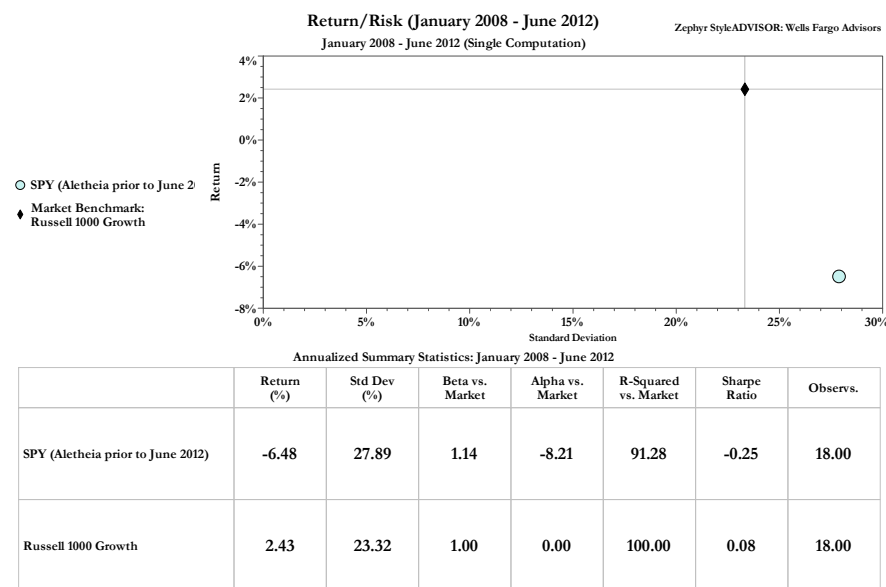 Return/Risk (January 2008 - June 2012)
Zephyr StyleADVISOR: Wells Fargo Advisors
January 2008 - June 2012 (Single Computation)
4%
2%
0%
-2%
-4%
-6%
-8%
Return
SPY (Aletheia prior to June 2
Market Benchmark:
Russell 1000 Growth
0% 5% 10% 15% 20% 25% 30%
Standard Deviation
Annualized Summary Statistics: January 2008 - June 2012
Return (%) Std Dev (%) Beta vs. Market Alpha vs. Market R-Squared vs. Market Sharpe Ratio Observs.
SPY (Aletheia prior to June 2012) -6.48 27.89 1.14 -8.21 91.28 -0.25 18.00
Russell 1000 Growth 2.43 23.32 1.00 0.00 100.00 0.08 18.00